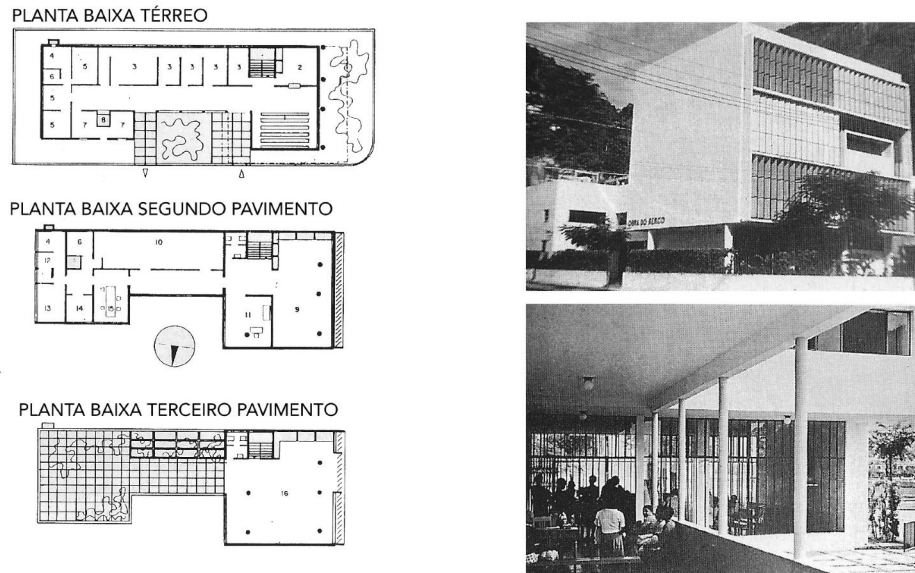 PLANTA BAIXA TÉRREO
4 5 3 3 3 3 3 2
6
5
5 7 8 7 1
PLANTA BAIXA SEGUNDO PAVIMENTO
4 6 10
12
13 14 15 11 9
PLANTA BAIXA TERCEIRO PAVIMENTO
16
OBRA DO BERÇO